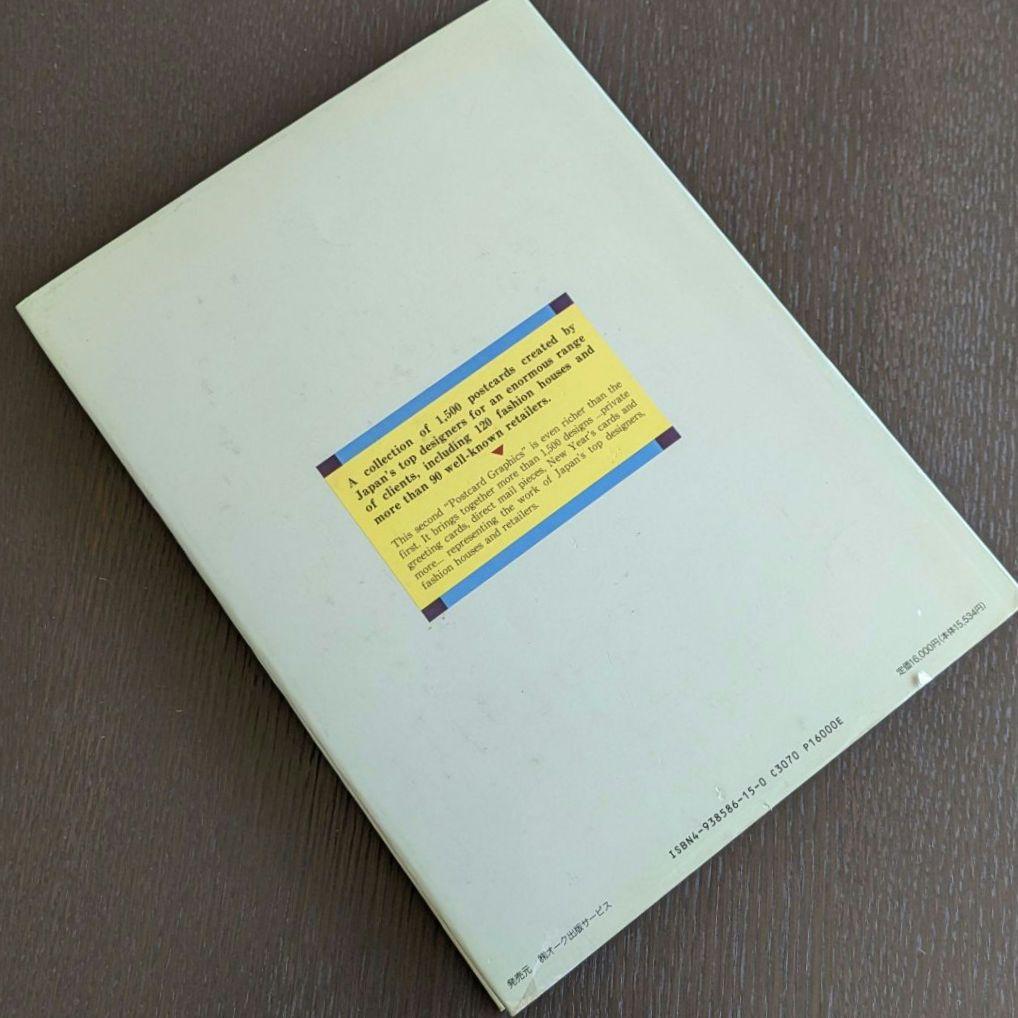 A collection of 1,500 postcards created by
Japan's top designers for an enormous range
of clients, including 120 fashion houses and
more than 90 well-known retailers.
This second "Postcard Graphics" is even richer than the
first. It brings together more than 1,500 designs —private
greeting cards, direct mail pieces, New Year's cards and
more— representing the work of Japan's top designers,
fashion houses and retailers.
定価16,000円(本体15,534円)
ISBN4-938586-15-0 C3070 P16000E
発売元 ㈱オーク出版サービス